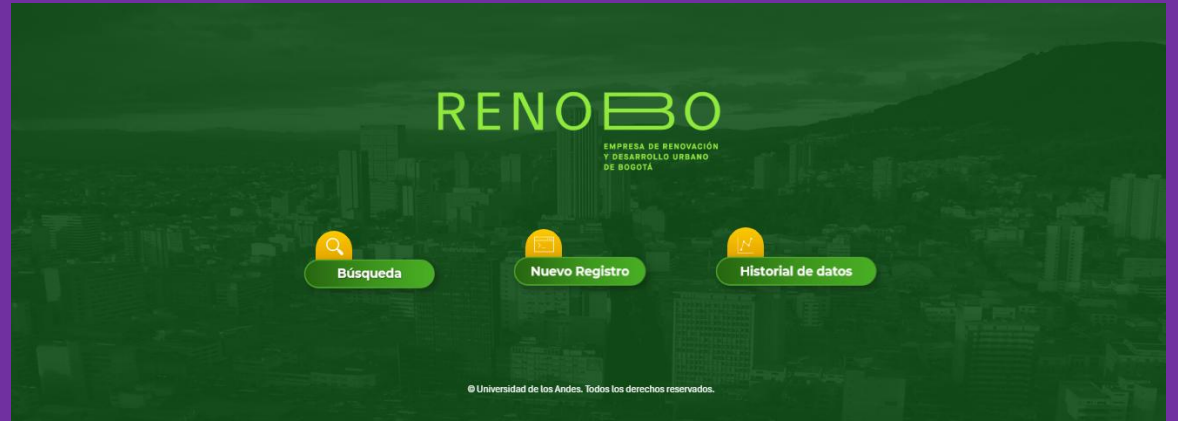 RENOBO
EMPRESA DE RENOVACIÓN
Y DESARROLLO URBANO
DE BOGOTÁ
Búsqueda
Nuevo Registro
Historial de datos
© Universidad de los Andes. Todos los derechos reservados.